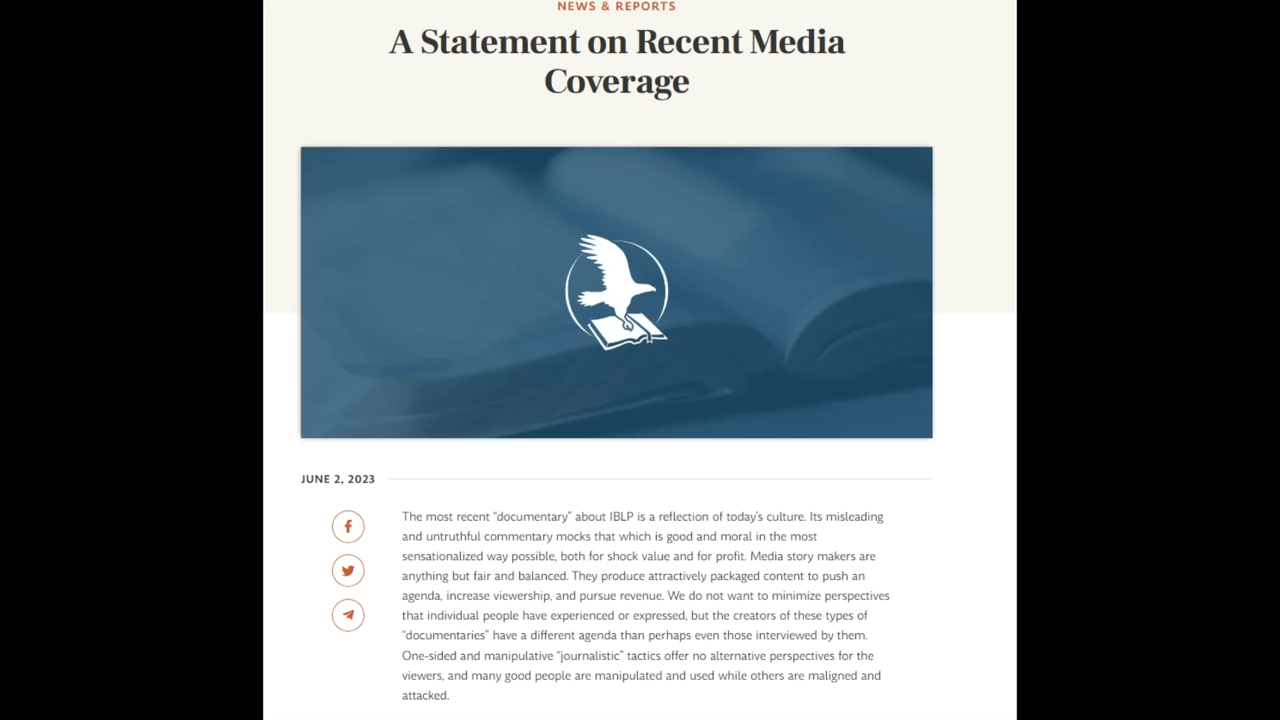 NEWS & REPORTS
A Statement on Recent Media
Coverage
JUNE 2, 2023
The most recent “documentary” about IBLP is a reflection of today’s culture. Its misleading
and untruthful commentary mocks that which is good and moral in the most
sensationalized way possible, both for shock value and for profit. Media story makers are
anything but fair and balanced. They produce attractively packaged content to push an
agenda, increase viewership, and pursue revenue. We do not want to minimize perspectives
that individual people have experienced or expressed, but the creators of these types of
“documentaries” have a different agenda than perhaps even those interviewed by them.
One-sided and manipulative “journalistic” tactics offer no alternative perspectives for the
viewers, and many good people are manipulated and used while others are maligned and
attacked.